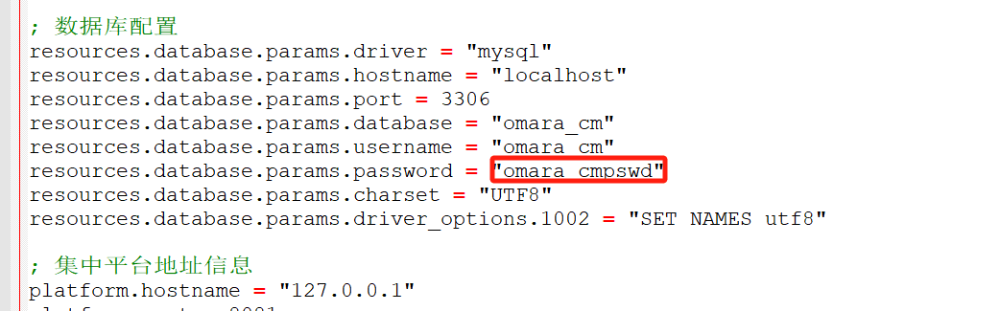 ; 数据库配置
resources.database.params.driver = "mysql"
resources.database.params.hostname = "localhost"
resources.database.params.port = 3306
resources.database.params.database = "omara_cm"
resources.database.params.username = "omara_cm"
resources.database.params.password = "omara_cmpswd"
resources.database.params.charset = "UTF8"
resources.database.params.driver_options.1002 = "SET NAMES utf8"
; 集中平台地址信息
platform.hostname = "127.0.0.1"